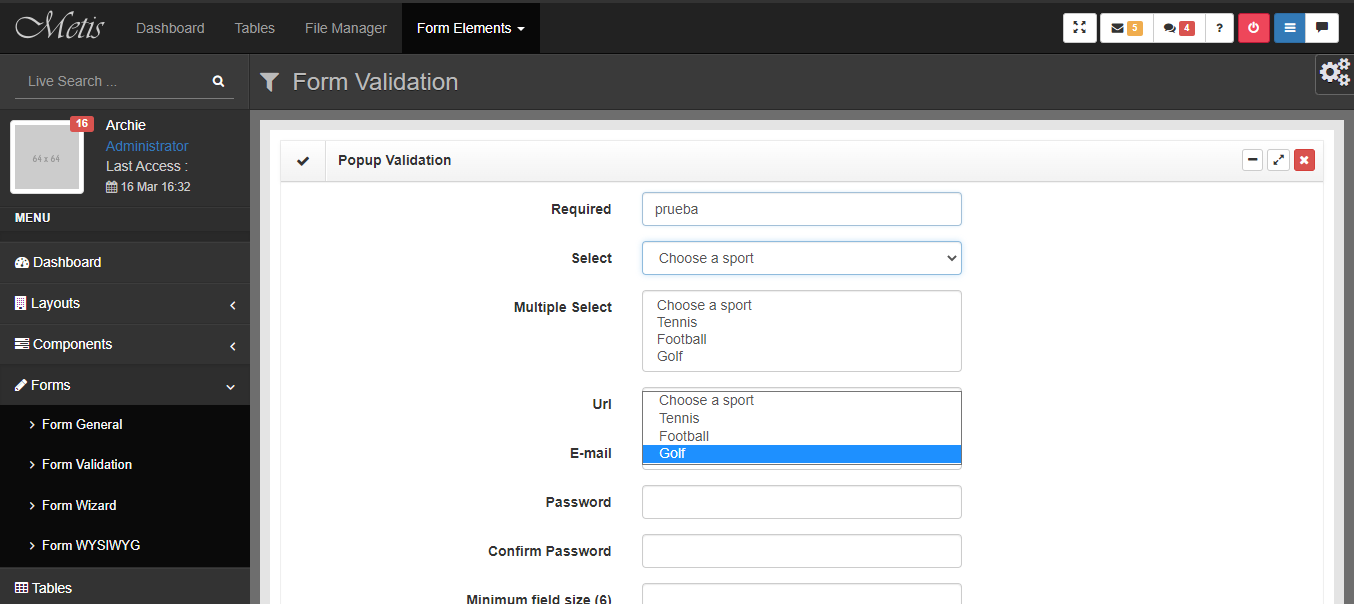 Metis
Dashboard
Tables
File Manager
Form Elements
5
4
?
Live Search ...
Form Validation
16
64 x 64
Archie
Administrator
Last Access :
16 Mar 16:32
MENU
Dashboard
Layouts
Components
Forms
Form General
Form Validation
Form Wizard
Form WYSIWYG
Tables
Popup Validation
Required
prueba
Select
Choose a sport
Multiple Select
Choose a sport
Tennis
Football
Golf
Url
Choose a sport
Tennis
Football
E-mail
Golf
Password
Confirm Password
Minimum field size (6)